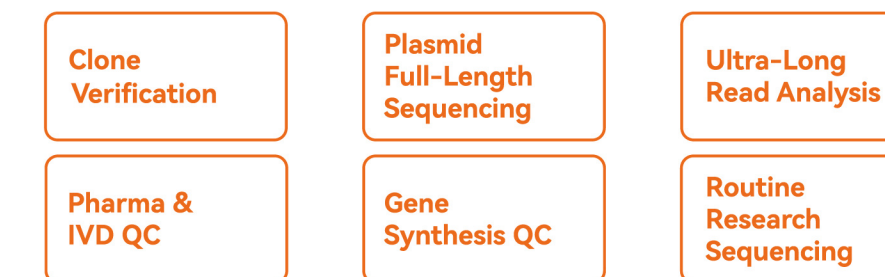 Clone
Verification
Plasmid
Full-Length
Sequencing
Ultra-Long
Read Analysis
Pharma &
IVD QC
Gene
Synthesis QC
Routine
Research
Sequencing